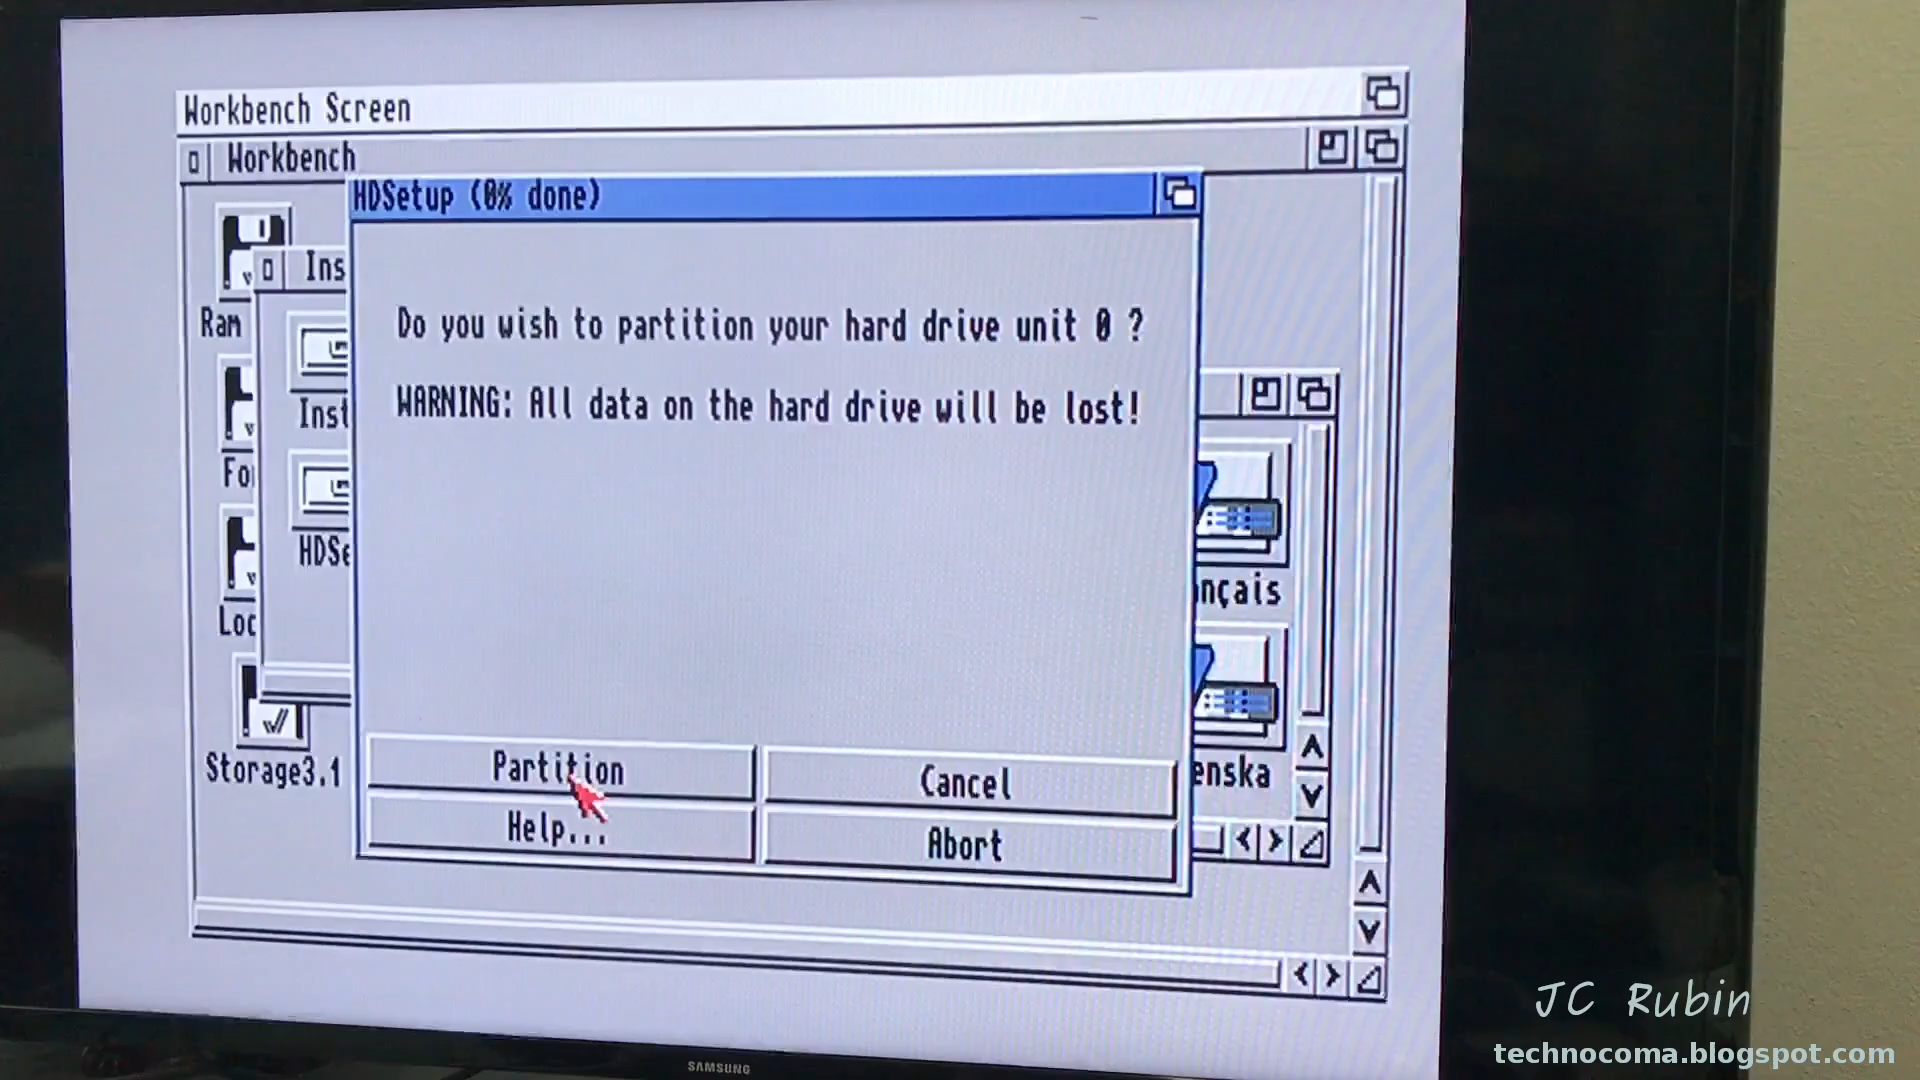 Workbench Screen
Workbench
HDSetup (0% done)
Ins
Ram
Do you wish to partition your hard drive unit 0 ?
WARNING: All data on the hard drive will be lost!
Inst
Fo
HDSe
nçais
Loc
Storage3.1
enska
Partition
Cancel
Help...
Abort
SAMSUNG
JC Rubin
technocoma.blogspot.com